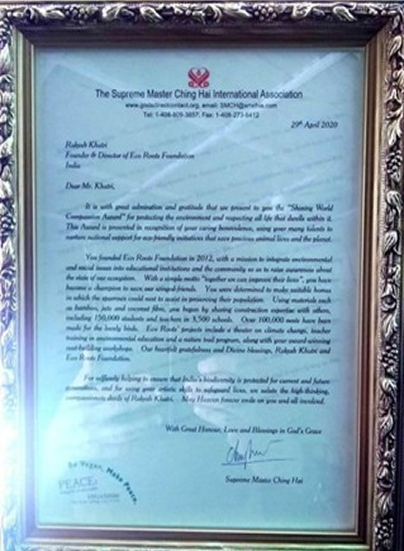 The Supreme Master Ching Hai International Association
www.godsdirectcontact.org, email: SMCH@
Tel: 1-408-809-3857; Fax: 1-408-273-6412
29th April 2020
Rakesh Khatri
Founder & Director of Eco Roots Foundation
India
Dear Mr. Khatri,
It is with great admiration and gratitude that we present to you the "Shining World
Compassion Award" for protecting the environment and respecting all life that dwells within it.
This Award is presented in recognition of your caring benevolence, using your many talents to
nurture national support for eco-friendly initiatives that save precious animal lives and the planet.
You founded Eco Roots Foundation in 2012, with a mission to integrate environmental
and social issues into educational institutions and the community so as to raise awareness about
the state of our ecosystem. With a simple motto "together we can improve their lives", you have
become a champion to save our winged-friends. You were determined to make suitable homes
in which the sparrows could nest to assist in preserving their population. Using materials such
as bamboo, jute and coconut fibre, you began by sharing construction expertise with others,
including 150,000 students and teachers in 3,500 schools. Over 100,000 nests have been
made for the lovely birds. Eco Roots' projects include a theater on climate change, teacher
training in environmental education and a nature trail program, along with your award-winning
nest-building workshops. Our heartfelt gratefulness and Divine blessings, Rakesh Khatri and
Eco Roots Foundation.
For selflessly helping to ensure that India's biodiversity is protected for current and future
generations, and for using your artistic skills to safeguard lives, we salute the high-thinking,
compassionate deeds of Rakesh Khatri. May Heaven forever smile on you and all involved.
With Great Honour, Love and Blessings in God's Grace
Supreme Master Ching Hai
Be Vegan, Make Peace.
PEACE